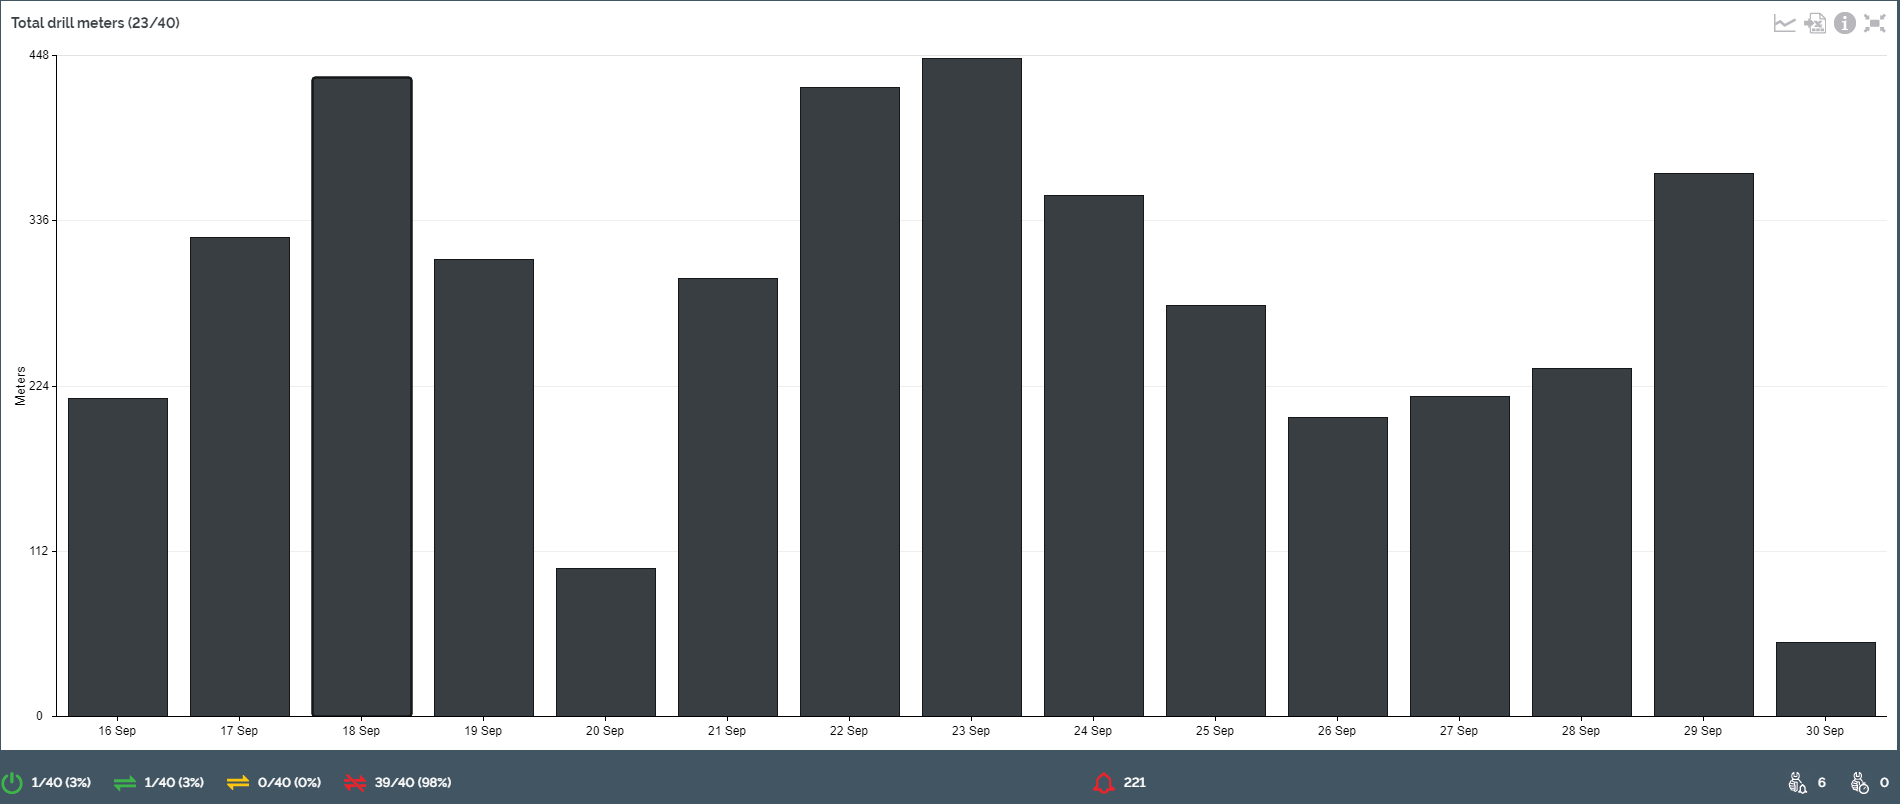 Total drill meters (23/40)
448
336
224
112
0
Meters
16 Sep 17 Sep 18 Sep 19 Sep 20 Sep 21 Sep 22 Sep 23 Sep 24 Sep 25 Sep 26 Sep 27 Sep 28 Sep 29 Sep 30 Sep
1/40 (3%) 1/40 (3%) 0/40 (0%) 39/40 (98%) 221 6 0